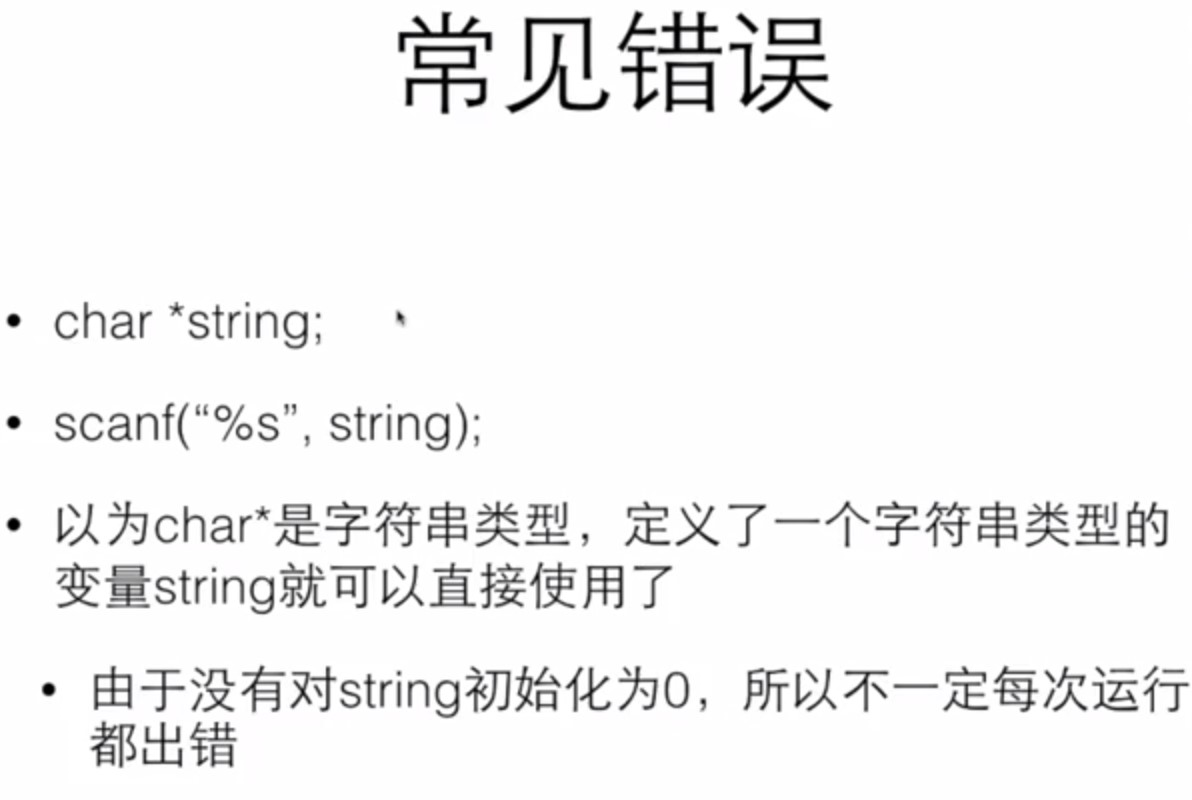 常见错误
• char *string;
• scanf(“%s”, string);
• 以为char*是字符串类型，定义了一个字符串类型的
变量string就可以直接使用了
• 由于没有对string初始化为0，所以不一定每次运行
都出错